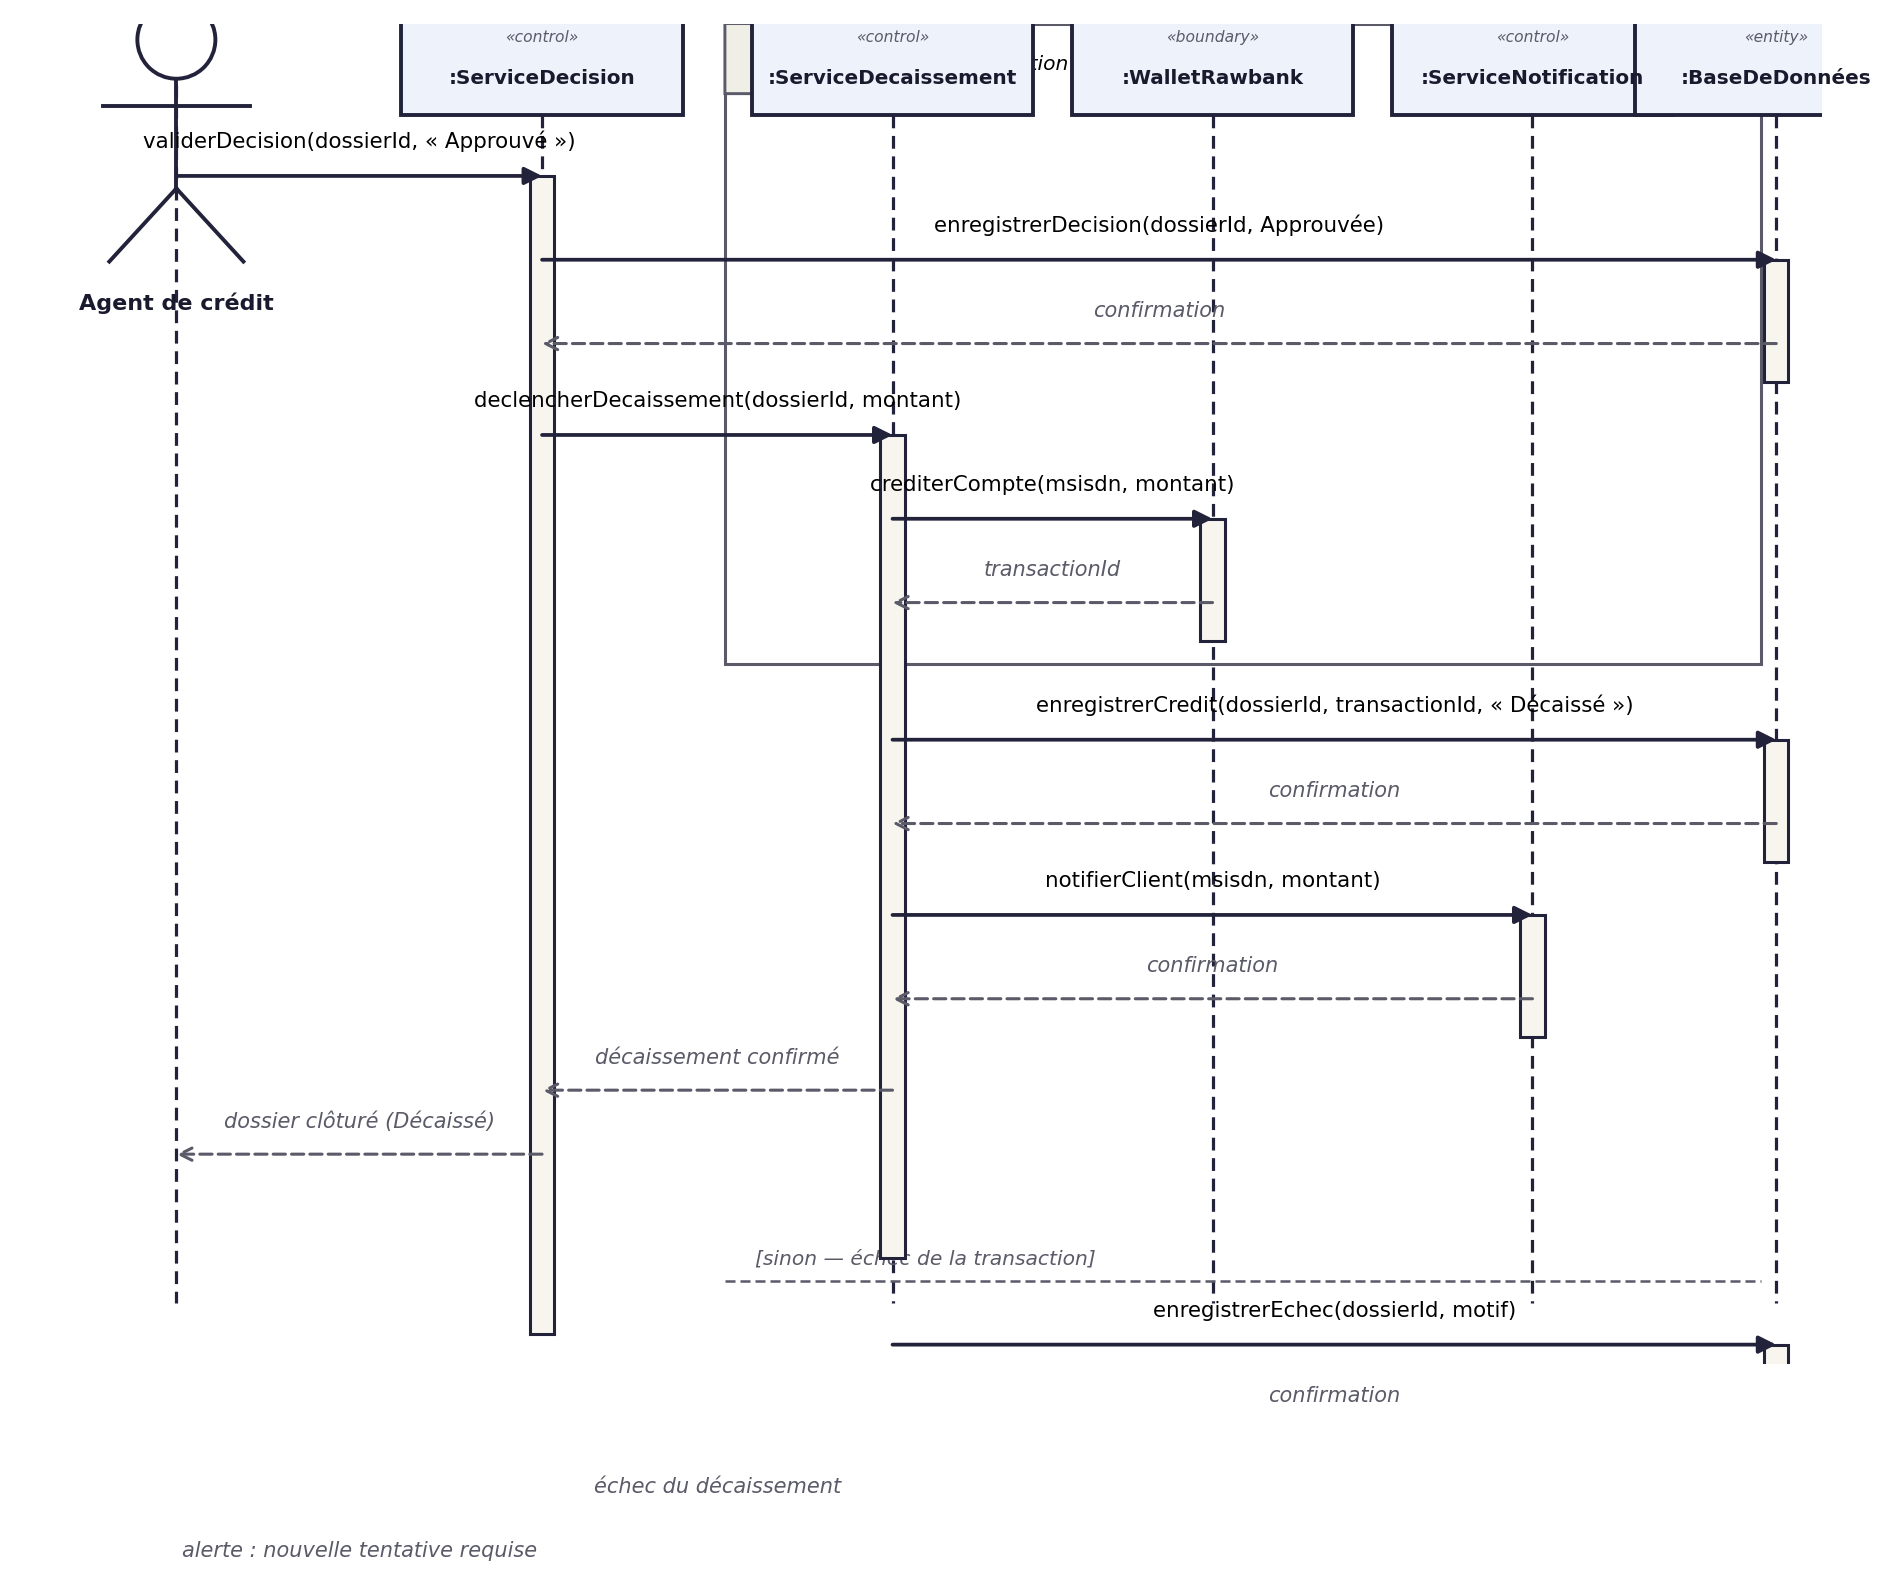 «control»
«control»
«boundary»
«control»
«entity»
:ServiceDecision
:ServiceDecaissement
tion
:WalletRawbank
:ServiceNotification
:BaseDeDonnées
validerDecision(dossierId, « Approuvé »)
enregistrerDecision(dossierId, Approuvée)
Agent de crédit
confirmation
declencherDecaissement(dossierId, montant)
crediterCompte(msisdn, montant)
transactionId
enregistrerCredit(dossierId, transactionId, « Décaissé »)
confirmation
notifierClient(msisdn, montant)
confirmation
décaissement confirmé
dossier clôturé (Décaissé)
[sinon — échec de la transaction]
enregistrerEchec(dossierId, motif)
confirmation
échec du décaissement
alerte : nouvelle tentative requise